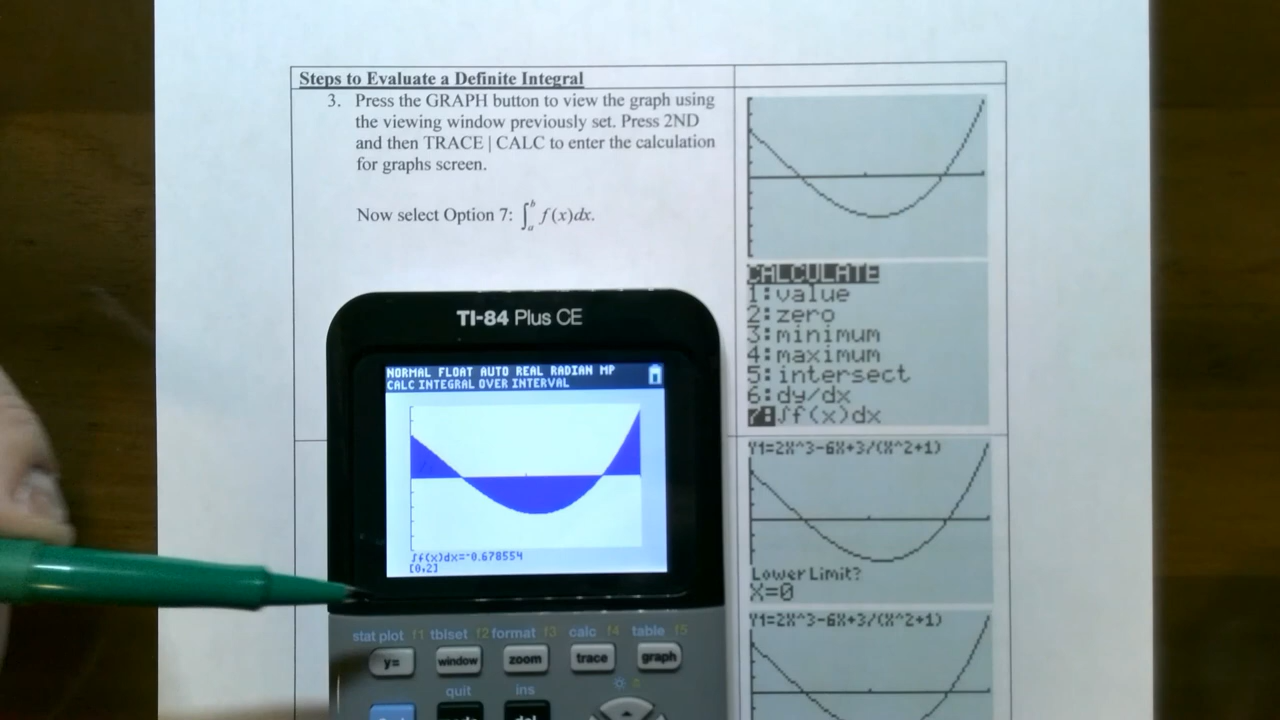 Steps to Evaluate a Definite Integral
3. Press the GRAPH button to view the graph using
the viewing window previously set. Press 2ND
and then TRACE | CALC to enter the calculation
for graphs screen.
Now select Option 7: ∫ₐᵇ f(x)dx.
CALCULATE
1:value
2:zero
3:minimum
4:maximum
5:intersect
6:dy/dx
7:∫f(x)dx
Y1=2X^3-6X+3/(X^2+1)
Lower Limit?
X=0
Y1=2X^3-6X+3/(X^2+1)
TI-84 Plus CE
NORMAL FLOAT AUTO REAL RADIAN MP
CALC INTEGRAL OVER INTERVAL
∫f(x)dx=-0.678554
[0,2]
stat plot f1 tblset f2 format f3 calc f4 table f5
y= window zoom trace graph
quit ins